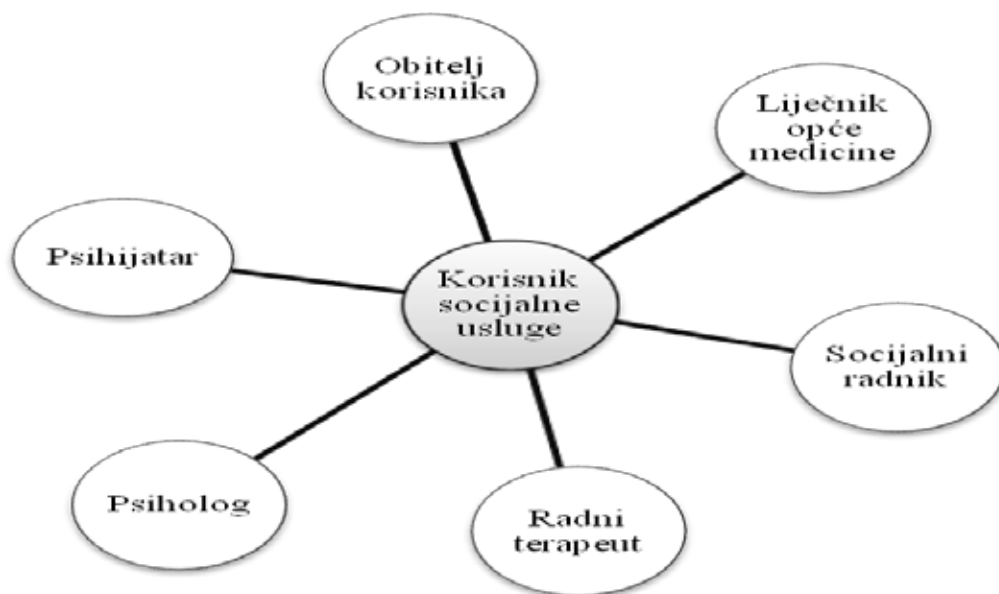 Obitelj
korisnika
Liječnik
opće
medicine
Psihijatar
Korisnik
socijalne
usluge
Socijalni
radnik
Psiholog
Radni
terapeut